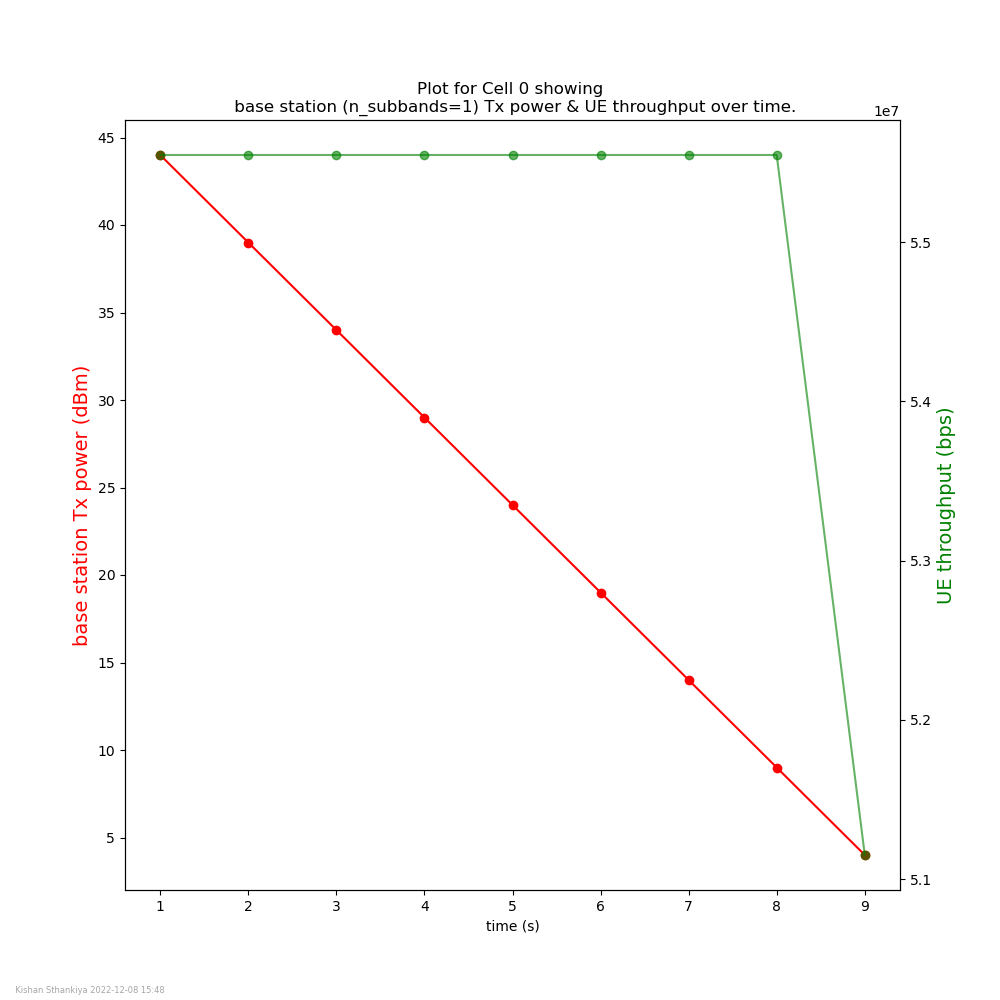 Plot for Cell 0 showing
base station (n_subbands=1) Tx power & UE throughput over time.
1e7
45
40
35
30
25
20
15
10
5
base station Tx power (dBm)
5.5
5.4
5.3
5.2
5.1
UE throughput (bps)
1 2 3 4 5 6 7 8 9
time (s)
Kishan Sthankiya 2022-12-08 15:48